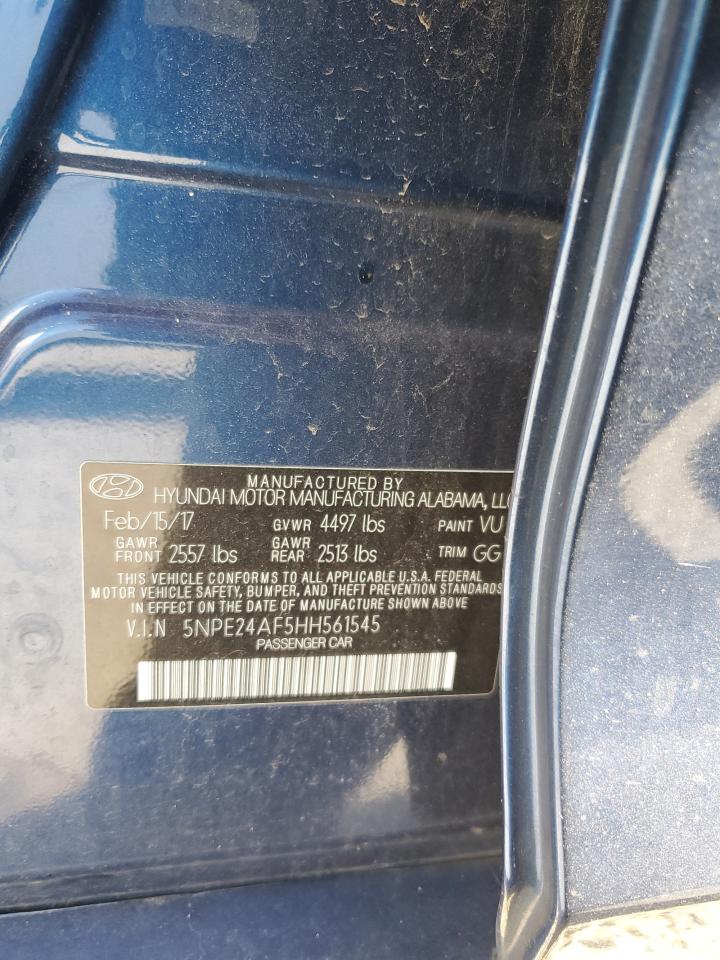 MANUFACTURED BY
HYUNDAI MOTOR MANUFACTURING ALABAMA, LLC
Feb/15/17 GVWR 4497 lbs PAINT VU
GAWR FRONT 2557 lbs GAWR REAR 2513 lbs TRIM GG
THIS VEHICLE CONFORMS TO ALL APPLICABLE U.S.A. FEDERAL
MOTOR VEHICLE SAFETY, BUMPER, AND THEFT PREVENTION STANDARDS
IN EFFECT ON THE DATE OF MANUFACTURE SHOWN ABOVE
V.I.N 5NPE24AF5HH561545
PASSENGER CAR